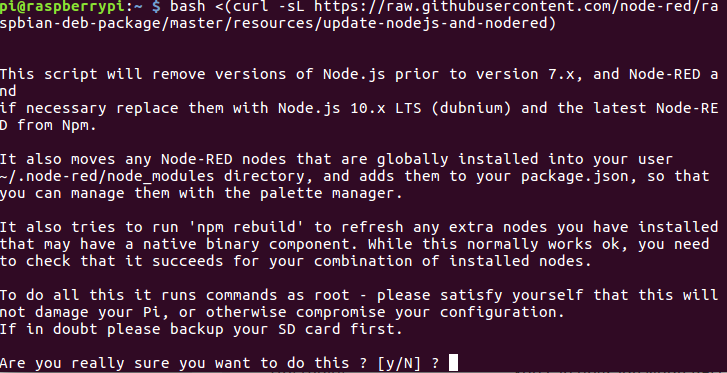 pi@raspberrypi:~ $ bash <(curl -sL https://raw.githubusercontent.com/node-red/ra
spbian-deb-package/master/resources/update-nodejs-and-nodered)
This script will remove versions of Node.js prior to version 7.x, and Node-RED a
nd
if necessary replace them with Node.js 10.x LTS (dubnium) and the latest Node-RE
D from Npm.
It also moves any Node-RED nodes that are globally installed into your user
~/.node-red/node_modules directory, and adds them to your package.json, so that
you can manage them with the palette manager.
It also tries to run 'npm rebuild' to refresh any extra nodes you have installed
that may have a native binary component. While this normally works ok, you need
to check that it succeeds for your combination of installed nodes.
To do all this it runs commands as root - please satisfy yourself that this will
not damage your Pi, or otherwise compromise your configuration.
If in doubt please backup your SD card first.
Are you really sure you want to do this ? [y/N] ?